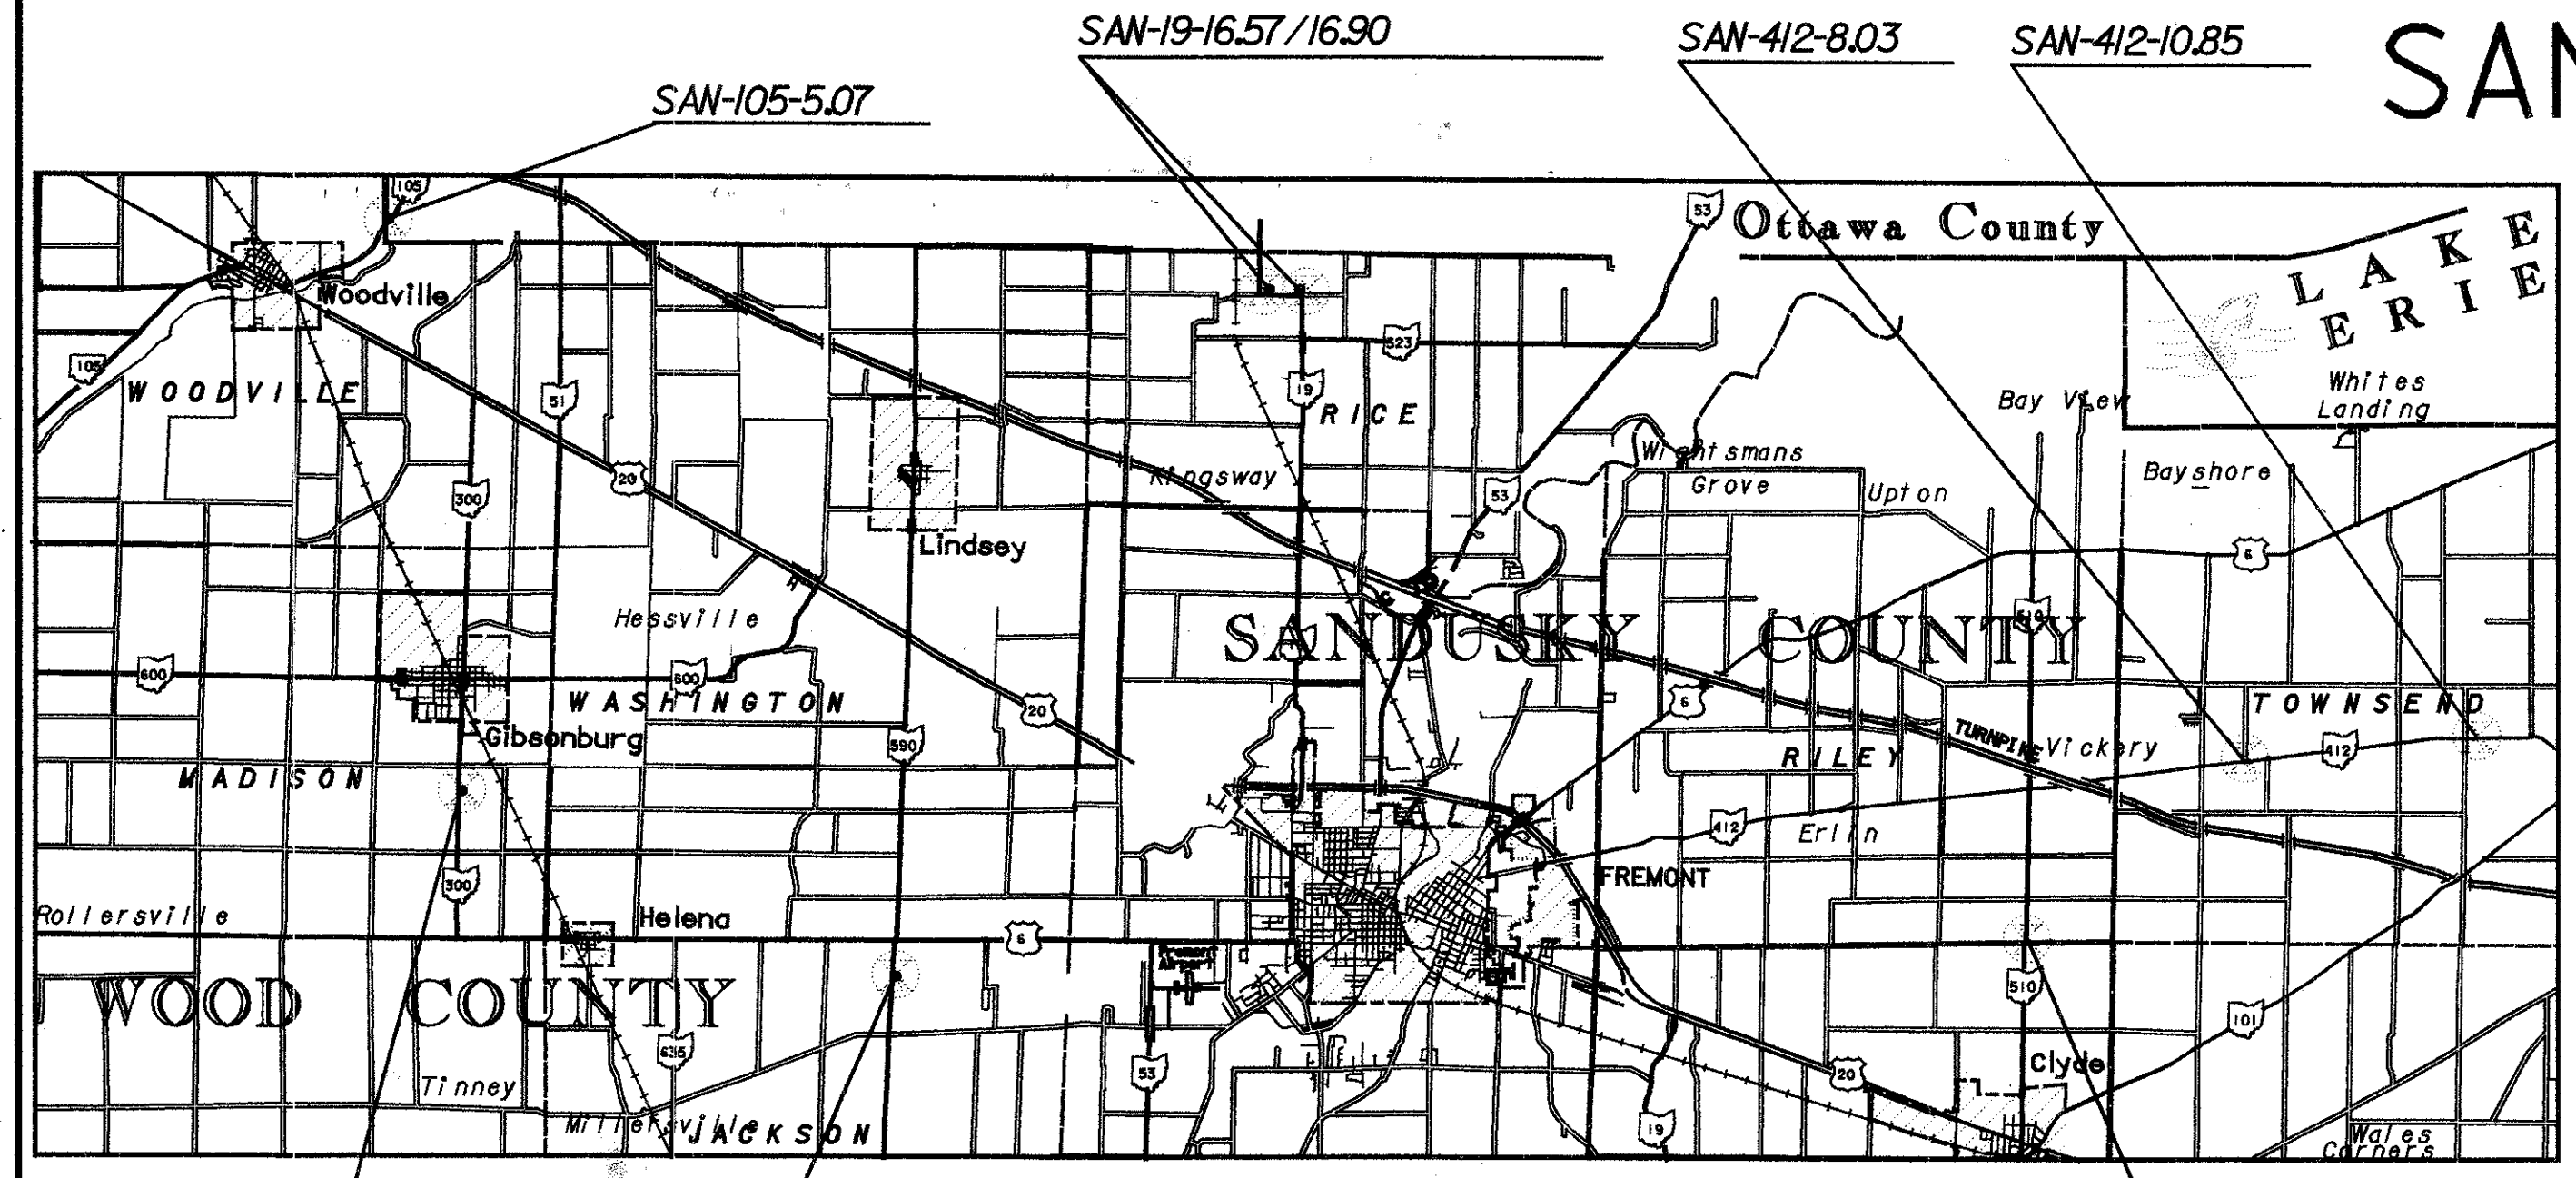 SAN-19-16.57/16.90
SAN-412-8.03
SAN-412-10.85
SAN
SAN-105-5.07
105
53
Ottawa County
LAKE
ERIE
Woodville
105
WOODVILLE
51
523
19
RICE
Whites
Landing
Bay View
Wightsmans
Grove
Kingsway
Bayshore
20
300
53
Upton
Lindsey
6
Hessville
SANDUSKY COUNTY
510
600
600
WASHINGTON
20
6
TOWNSEND
Gibsonburg
590
RILEY
TURNPIKE
Vickery
412
MADISON
412
Erlin
300
FREMONT
Rollersville
Helena
6
Fremont
Airport
WOOD COUNTY
510
101
635
53
Clyde
20
Tinney
Millersville
JACKSON
19
Wales
Corners